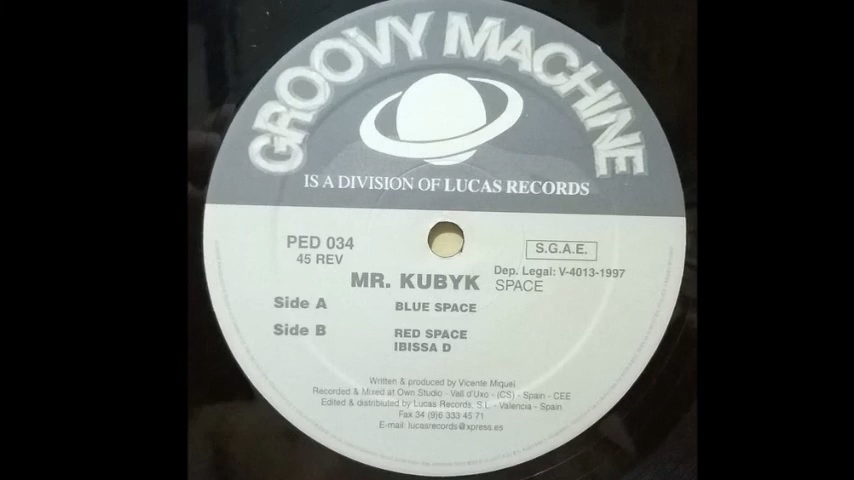 GROOVY MACHINE
IS A DIVISION OF LUCAS RECORDS
PED 034
45 REV
S.G.A.E.
Dep. Legal: V-4013-1997
MR. KUBYK SPACE
Side A BLUE SPACE
Side B RED SPACE
IBISSA D
Written & produced by Vicente Miquel
Recorded & Mixed at Own Studio - Vall d'Uxo - (CS) - Spain - CEE
Edited & distribiuted by Lucas Records, S.L. - Valencia - Spain
Fax 34 (9)6 333 45 71
E-mail: lucasrecords@xpress.es